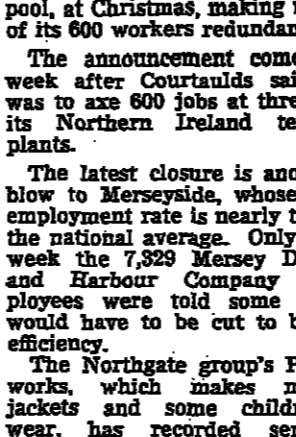 pool, at Christmas, making
of its 600 workers redundan
The announcement come
week after Courtaulds sai
was to axe 600 jobs at thre
its Northern Ireland te
plants.
The latest closure is ano
blow to Merseyside, whose
employment rate is nearly t
the national average. Only
week the 7,329 Mersey D
and Harbour Company
ployees were told some
would have to be cut to b
efficiency.
The Northgate group's F
works, which makes m
jackets and some childr
wear, has recorded ser